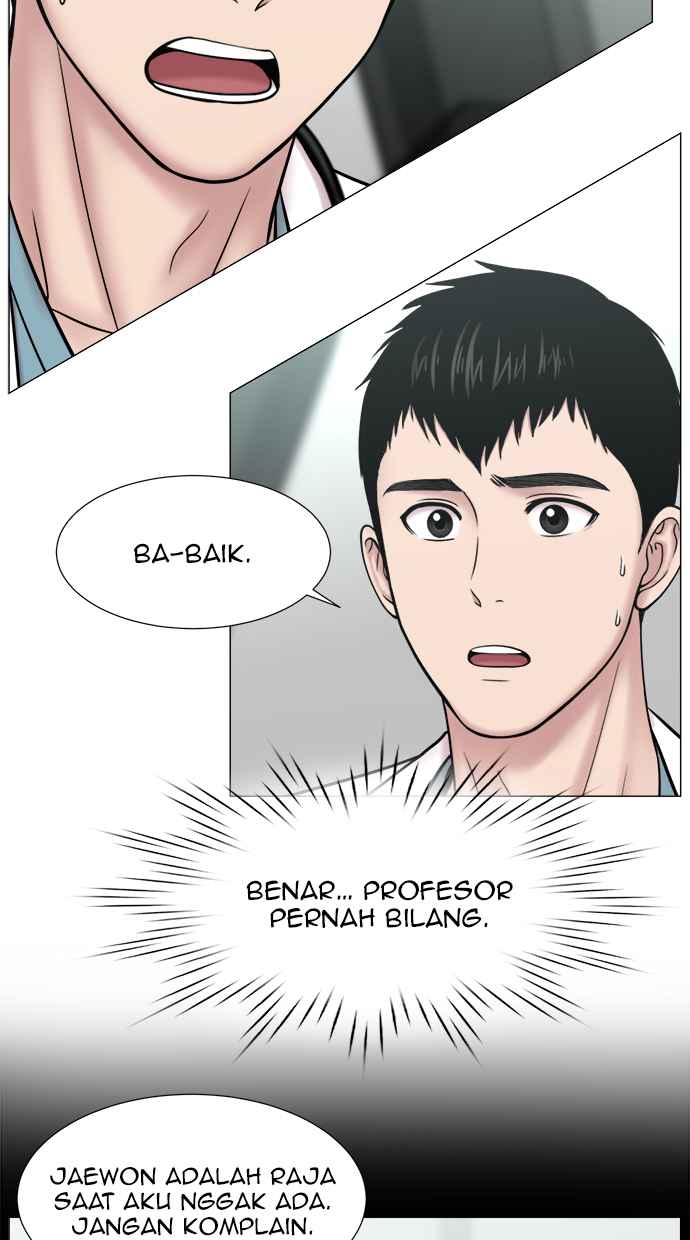 BA-BAIK.
BENAR... PROFESOR
PERNAH BILANG.
JAEWON ADALAH RAJA
SAAT AKU NGGAK ADA.
JANGAN KOMPLAIN.